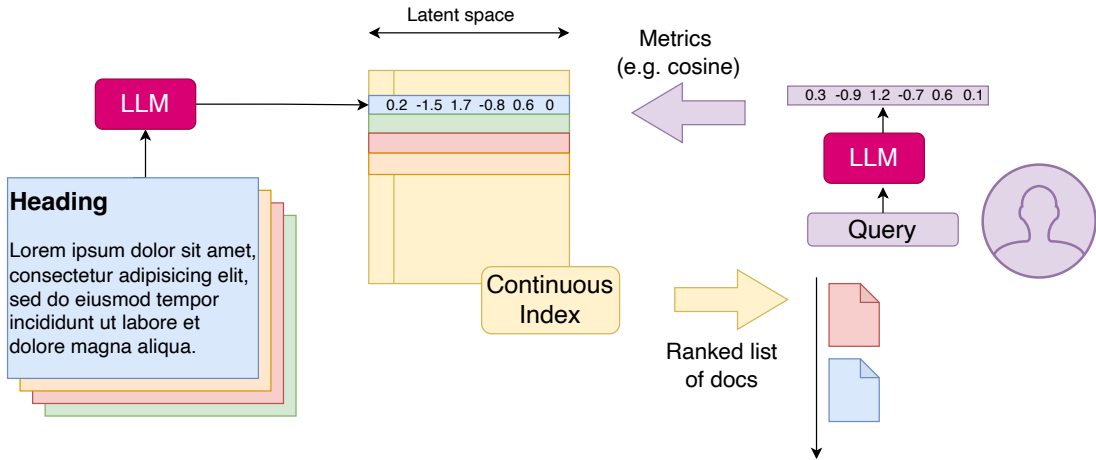 Latent space
Metrics
(e.g. cosine)
LLM
0.2 -1.5 1.7 -0.8 0.6 0
0.3 -0.9 1.2 -0.7 0.6 0.1
LLM
Heading
Lorem ipsum dolor sit amet,
consectetur adipisicing elit,
sed do eiusmod tempor
incididunt ut labore et
dolore magna aliqua.
Query
Continuous
Index
Ranked list
of docs